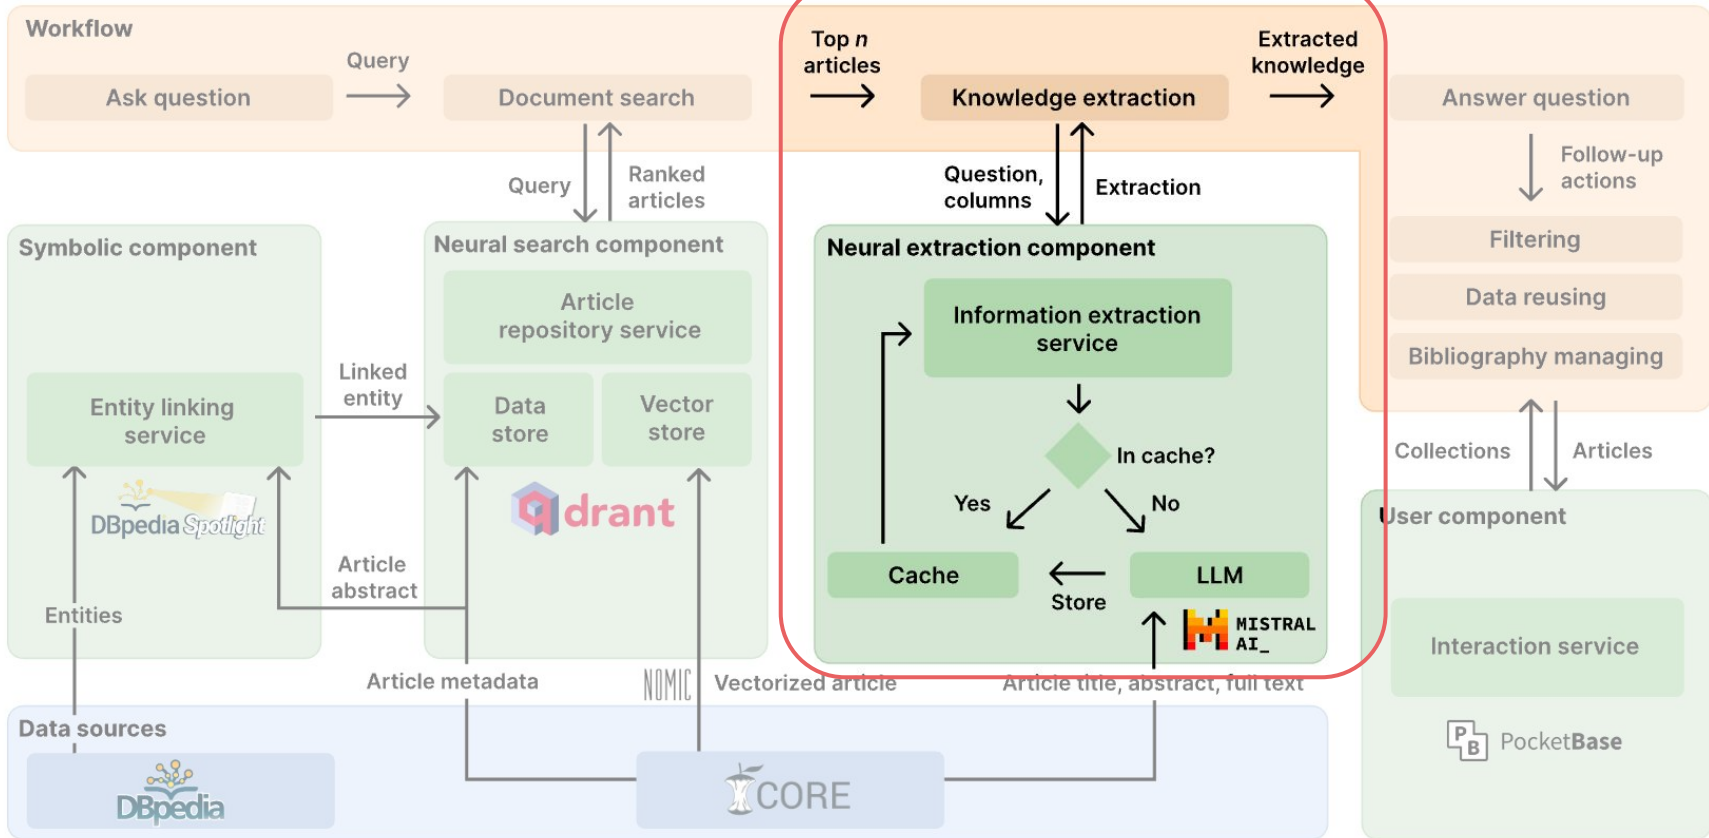 Workflow
Ask question
Query
Document search
Top n
articles
Knowledge extraction
Extracted
knowledge
Answer question
Query
Ranked
articles
Question,
columns
Extraction
Follow-up
actions
Filtering
Data reusing
Bibliography managing
Collections
Articles
Symbolic component
Entity linking
service
DBpedia Spotlight
Entities
Linked
entity
Article
abstract
Neural search component
Article
repository service
Data
store
Vector
store
qdrant
Neural extraction component
Information extraction
service
In cache?
Yes
No
Cache
Store
LLM
MISTRAL
AI_
User component
Interaction service
PB
PocketBase
Article metadata
NOMIC
Vectorized article
Article title, abstract, full text
Data sources
DBpedia
CORE